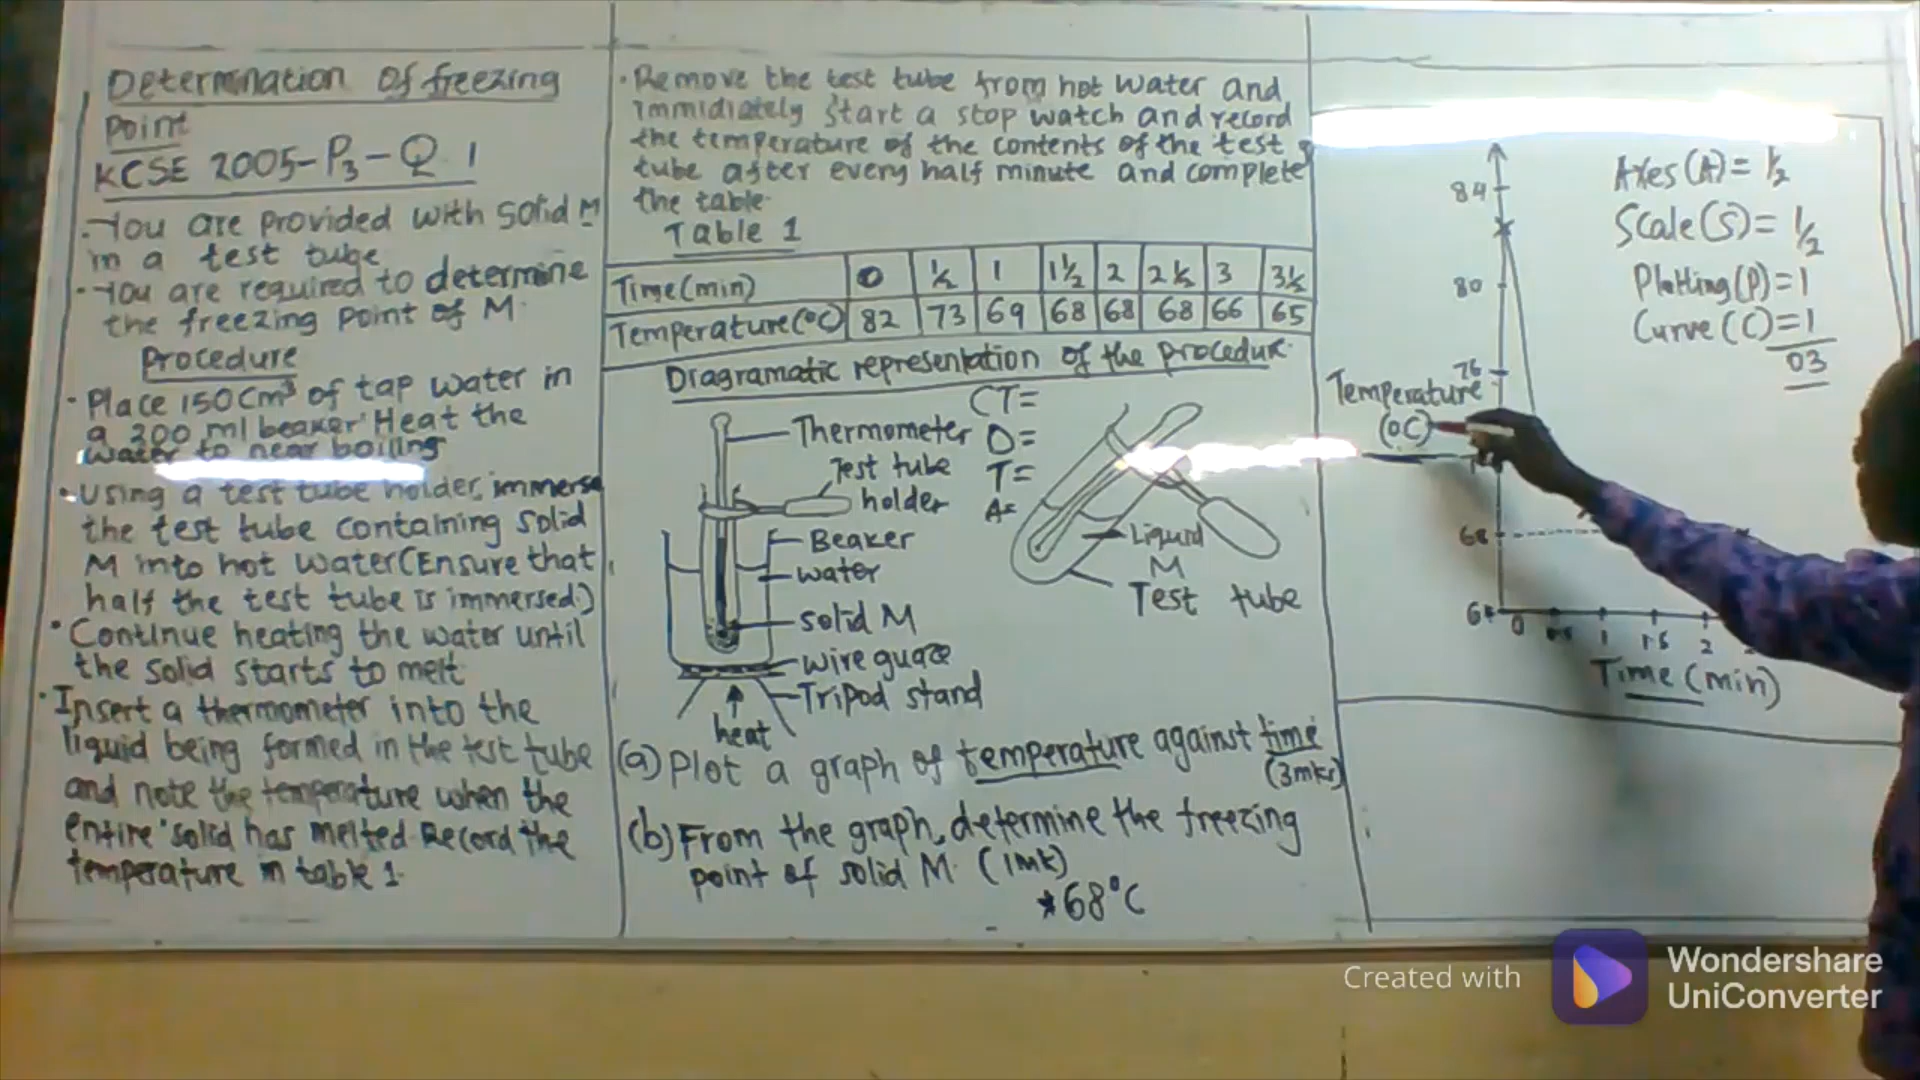 Determination of freezing
point
KCSE 2005-P3-Q 1
-You are provided with solid M
in a test tube
•You are required to determine
the freezing point of M.
Procedure
•Place 150cm³ of tap water in
a 200 ml beaker. Heat the
water to near boiling
•Using a test tube holder, immerse
the test tube containing solid
M into hot water(Ensure that
half the test tube is immersed.)
•Continue heating the water until
the solid starts to melt
•Insert a thermometer into the
liquid being formed in the test tube
and note the temperature when the
entire solid has melted. Record the
temperature in table 1.
•Remove the test tube from hot water and
immidiately start a stop watch and record
the temperature of the contents of the test
tube after every half minute and complete
the table.
Table 1
Time(min) 0 ½ 1 1½ 2 2½ 3 3½
Temperature(°C) 82 73 69 68 68 68 66 65
Diagramatic representation of the procedure.
CT=
O=
T=
A=
Thermometer
Test tube
holder
Beaker
water
solid M
wire guaze
Tripod stand
heat
Liquid
M
Test tube
(a) Plot a graph of temperature against time
(3mks)
(b) From the graph, determine the freezing
point of solid M. (1mk)
*68°C
84
80
76
68
64
Temperature
(°C)
0 0.5 1 1.5 2
Time (min)
Axes(A) = ½
Scale(S) = ½
Plotting(P) = 1
Curve(C) = 1
03
Created with
Wondershare
UniConverter